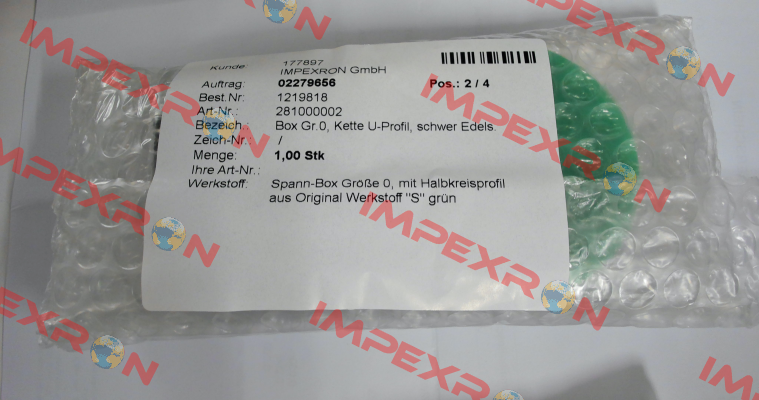 Kunde 177897
IMPEXRON GmbH
Auftrag: 02279656 Pos.: 2 / 4
Best.Nr: 1219818
Art-Nr.: 281000002
Bezeich.: Box Gr.0, Kette U-Profil, schwer Edels.
Zeich-Nr.: /
Menge: 1,00 Stk
Ihre Art-Nr.:
Werkstoff: Spann-Box Größe 0, mit Halbkreisprofil
aus Original Werkstoff "S" grün
IMPEXRON
IMPEXRON
IMPEXRON
IMPEXRON
IMPEXRON